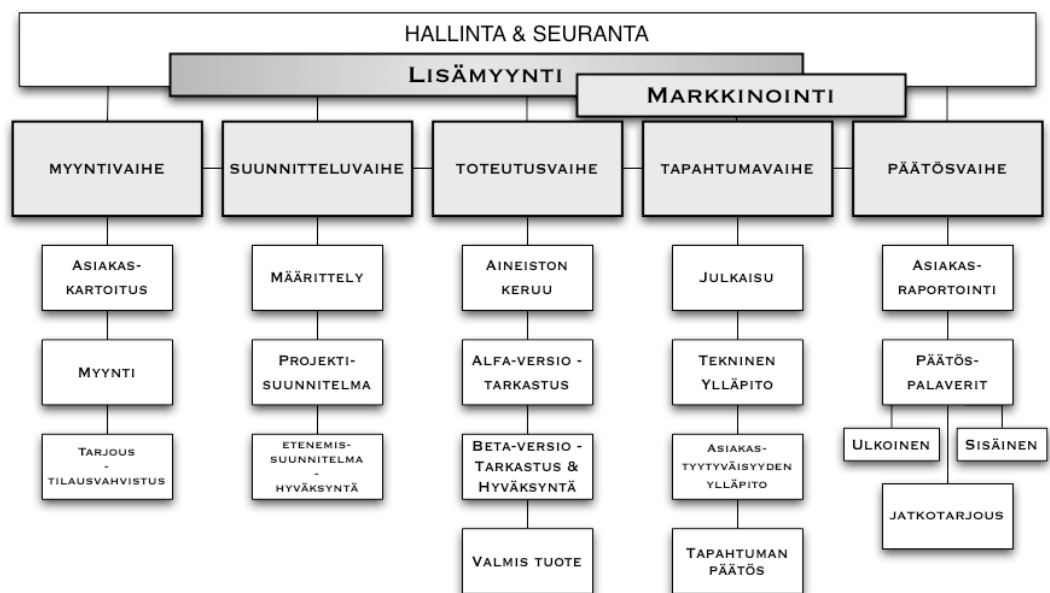 HALLINTA & SEURANTA
LISÄMYYNTI
MARKKINOINTI
MYYNTIVAIHE
SUUNNITTELUVAIHE
TOTEUTUSVAIHE
TAPAHTUMAVAIHE
PÄÄTÖSVAIHE
ASIAKAS-
KARTOITUS
MYYNTI
TARJOUS
-
TILAUSVAHVISTUS
MÄÄRITTELY
PROJEKTI-
SUUNNITELMA
ETENEMIS-
SUUNNITELMA
-
HYVÄKSYNTÄ
AINEISTON
KERUU
ALFA-VERSIO -
TARKASTUS
BETA-VERSIO -
TARKASTUS &
HYVÄKSYNTÄ
VALMIS TUOTE
JULKAISU
TEKNINEN
YLLÄPITO
ASIAKAS-
TYYTYVÄISYYDEN
YLLÄPITO
TAPAHTUMAN
PÄÄTÖS
ASIAKAS-
RAPORTOINTI
PÄÄTÖS-
PALAVERIT
ULKOINEN
SISÄINEN
JATKOTARJOUS